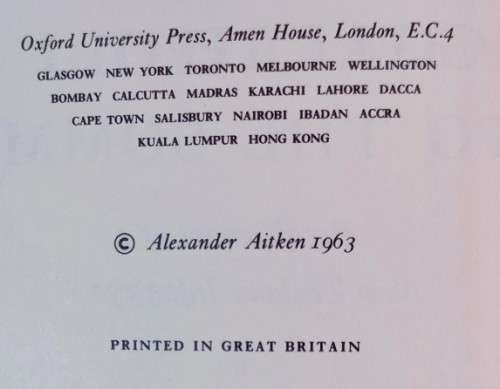 Oxford University Press, Amen House, London, E.C.4
GLASGOW NEW YORK TORONTO MELBOURNE WELLINGTON
BOMBAY CALCUTTA MADRAS KARACHI LAHORE DACCA
CAPE TOWN SALISBURY NAIROBI IBADAN ACCRA
KUALA LUMPUR HONG KONG
© Alexander Aitken 1963
PRINTED IN GREAT BRITAIN